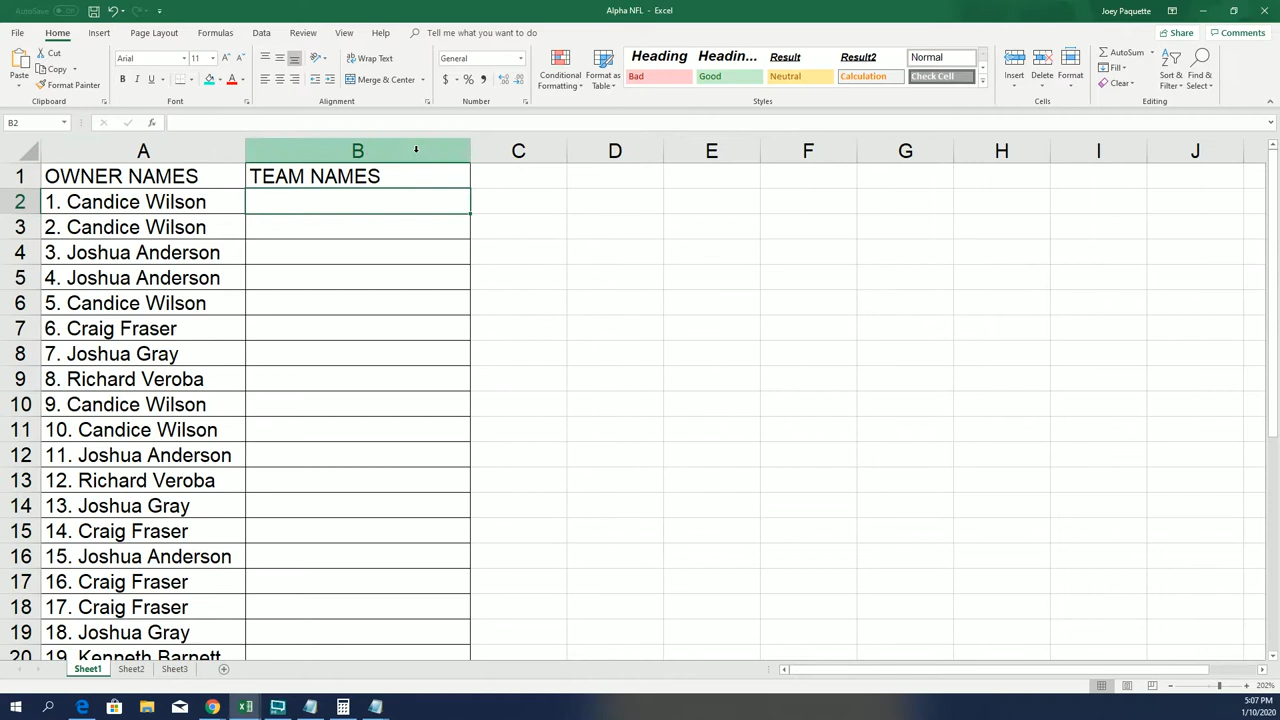 AutoSave Off
Alpha NFL - Excel
Joey Paquette
File Home Insert Page Layout Formulas Data Review View Help Tell me what you want to do
Share Comments
Paste
Cut
Copy
Format Painter
Clipboard
Arial 11
B I U
Font
Wrap Text
Merge & Center
Alignment
General
$ % 9
Number
Conditional Formatting
Format as Table
Heading Headin... Result Result2 Normal
Bad Good Neutral Calculation Check Cell
Styles
Insert Delete Format
Cells
AutoSum
Fill
Clear
Sort & Filter
Find & Select
Editing
B2
fx
A B C D E F G H I J
1 OWNER NAMES TEAM NAMES
2 1. Candice Wilson
3 2. Candice Wilson
4 3. Joshua Anderson
5 4. Joshua Anderson
6 5. Candice Wilson
7 6. Craig Fraser
8 7. Joshua Gray
9 8. Richard Veroba
10 9. Candice Wilson
11 10. Candice Wilson
12 11. Joshua Anderson
13 12. Richard Veroba
14 13. Joshua Gray
15 14. Craig Fraser
16 15. Joshua Anderson
17 16. Craig Fraser
18 17. Craig Fraser
19 18. Joshua Gray
20 19. Kenneth Barnett
Sheet1 Sheet2 Sheet3
202%
5:07 PM
1/10/2020